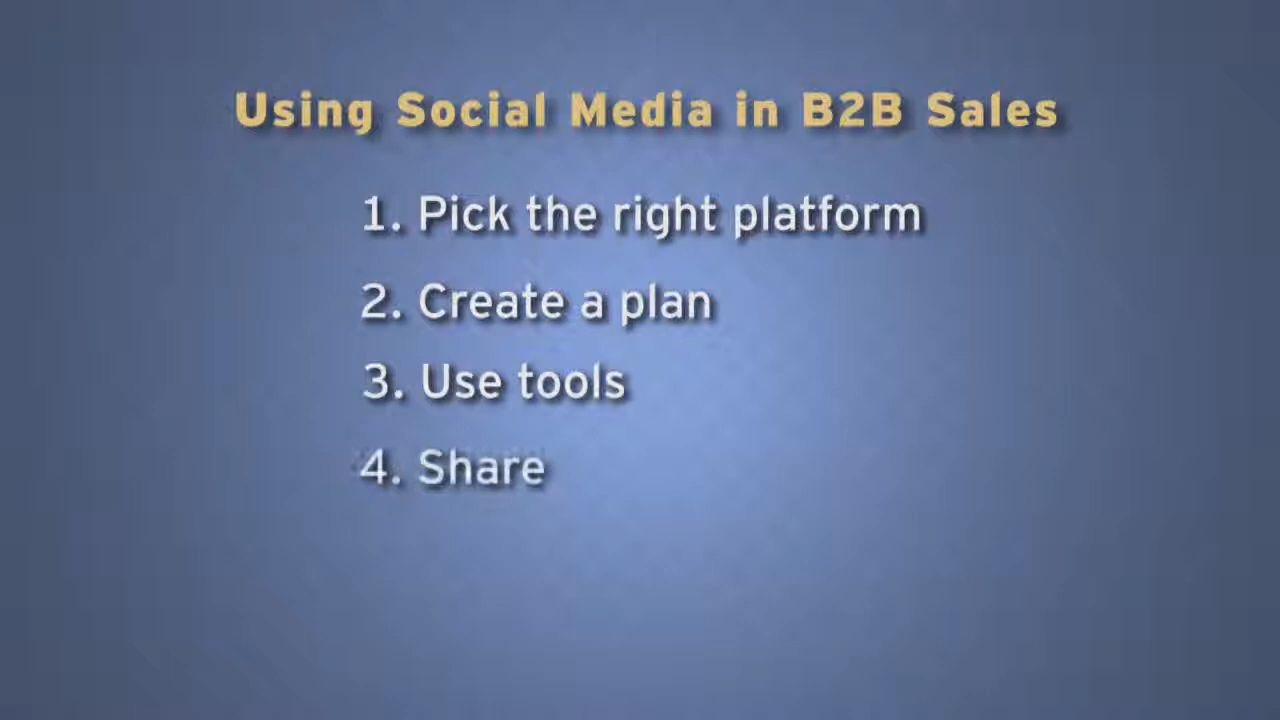 Using Social Media in B2B Sales
1. Pick the right platform
2. Create a plan
3. Use tools
4. Share